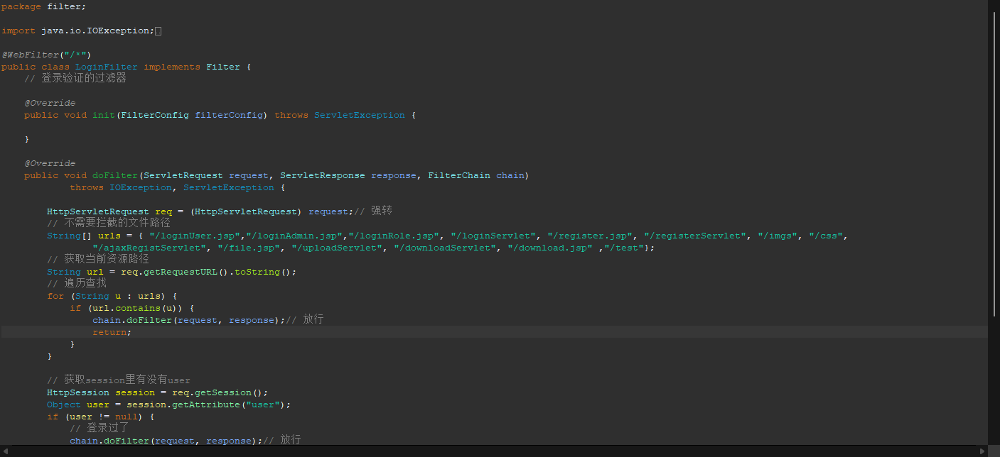 package filter;
import java.io.IOException;
@WebFilter("/*")
public class LoginFilter implements Filter {
// 登录验证的过滤器
@Override
public void init(FilterConfig filterConfig) throws ServletException {
}
@Override
public void doFilter(ServletRequest request, ServletResponse response, FilterChain chain)
throws IOException, ServletException {
HttpServletRequest req = (HttpServletRequest) request;// 强转
// 不需要拦截的文件路径
String[] urls = { "/loginUser.jsp","/loginAdmin.jsp","/loginRole.jsp", "/loginServlet", "/register.jsp", "/registerServlet", "/imgs", "/css",
"/ajaxRegistServlet", "/file.jsp", "/uploadServlet", "/downloadServlet", "/download.jsp" ,"/test"};
// 获取当前资源路径
String url = req.getRequestURL().toString();
// 遍历查找
for (String u : urls) {
if (url.contains(u)) {
chain.doFilter(request, response);// 放行
return;
}
}
// 获取session里有没有user
HttpSession session = req.getSession();
Object user = session.getAttribute("user");
if (user != null) {
// 登录过了
chain.doFilter(request, response);// 放行